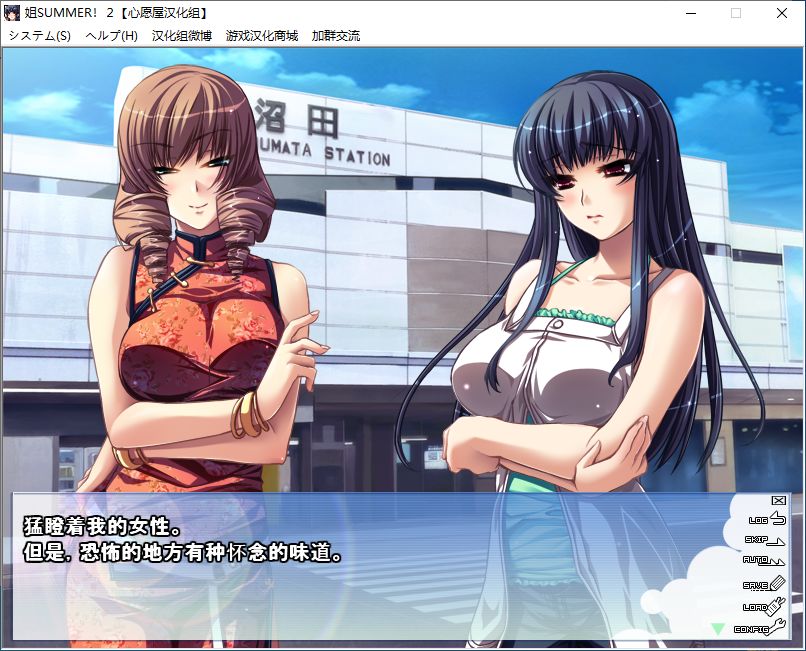 姐SUMMER! 2【心愿屋汉化组】
システム(S) ヘルプ(H) 汉化组微博 游戏汉化商城 加群交流
沼田
UMATA STATION
猛瞪着我的女性。
但是,恐怖的地方有种怀念的味道。
LOG
SKIP
AUTO
SAVE
LOAD
CONFIG